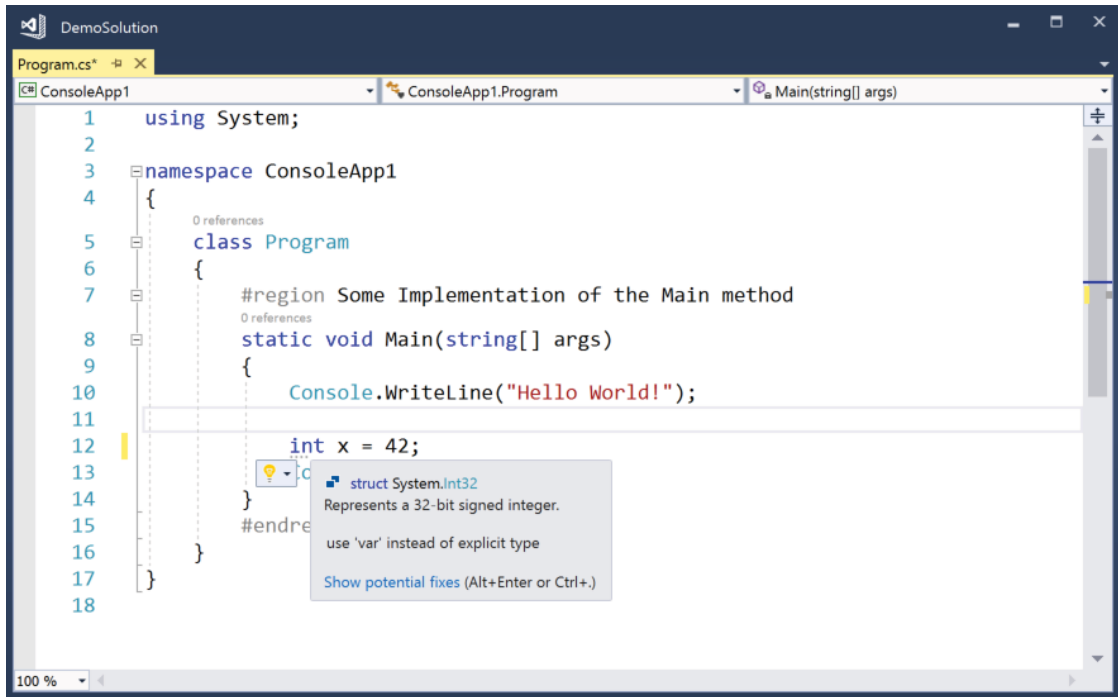 DemoSolution
Program.cs*
C# ConsoleApp1 ConsoleApp1.Program Main(string[] args)
1 using System;
2
3 namespace ConsoleApp1
4 {
0 references
5 class Program
6 {
7 #region Some Implementation of the Main method
0 references
8 static void Main(string[] args)
9 {
10 Console.WriteLine("Hello World!");
11
12 int x = 42;
13
struct System.Int32
14 }
Represents a 32-bit signed integer.
15 #endre
use 'var' instead of explicit type
16 }
17 }
Show potential fixes (Alt+Enter or Ctrl+.)
18
100 %